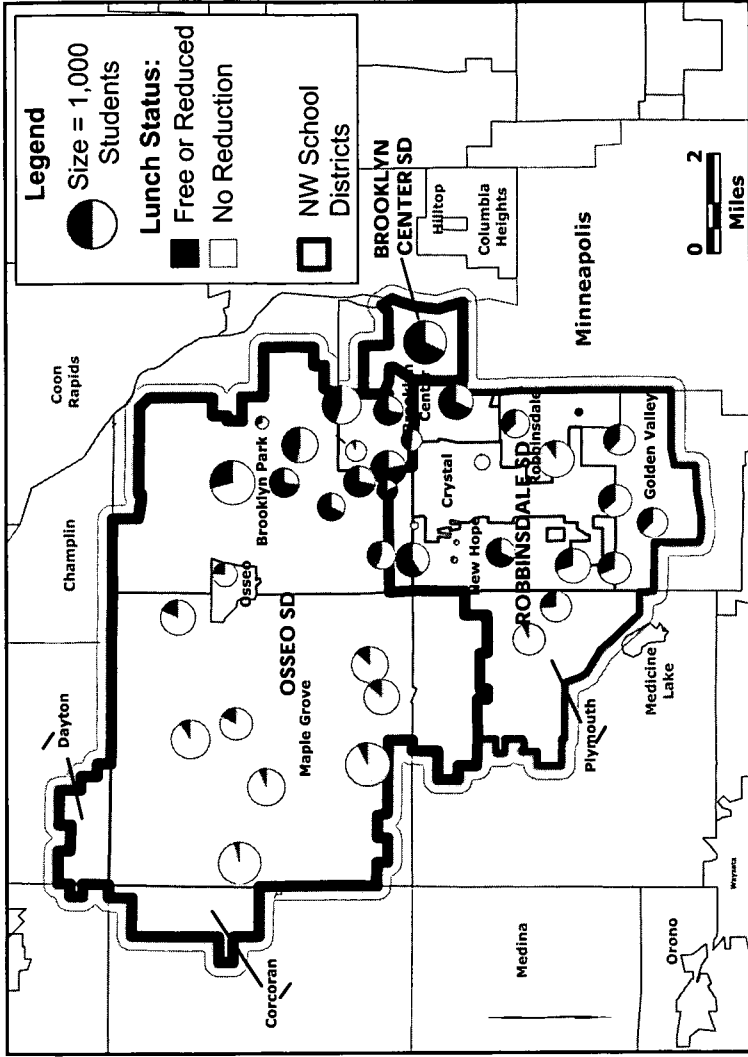 Legend
Size = 1,000
Students
Lunch Status:
Free or Reduced
No Reduction
NW School
Districts
Coon
Rapids
Champlin
Dayton
Corcoran
OSSEO SD
Maple Grove
Osseo
Brooklyn Park
BROOKLYN
CENTER SD
Center
Hilltop
Columbia
Heights
Minneapolis
Crystal
New Hope
Robbinsdale
ROBBINSDALE SD
Golden Valley
Plymouth
Medicine
Lake
Medina
Orono
Wayzata
0 2
Miles